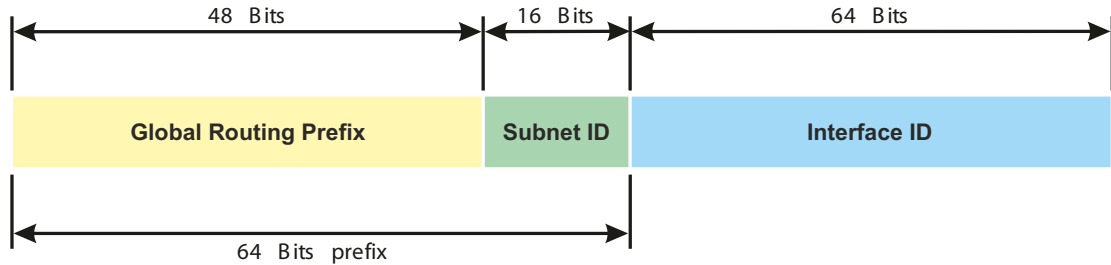 48 Bits
16 Bits
64 Bits
Global Routing Prefix
Subnet ID
Interface ID
64 Bits prefix